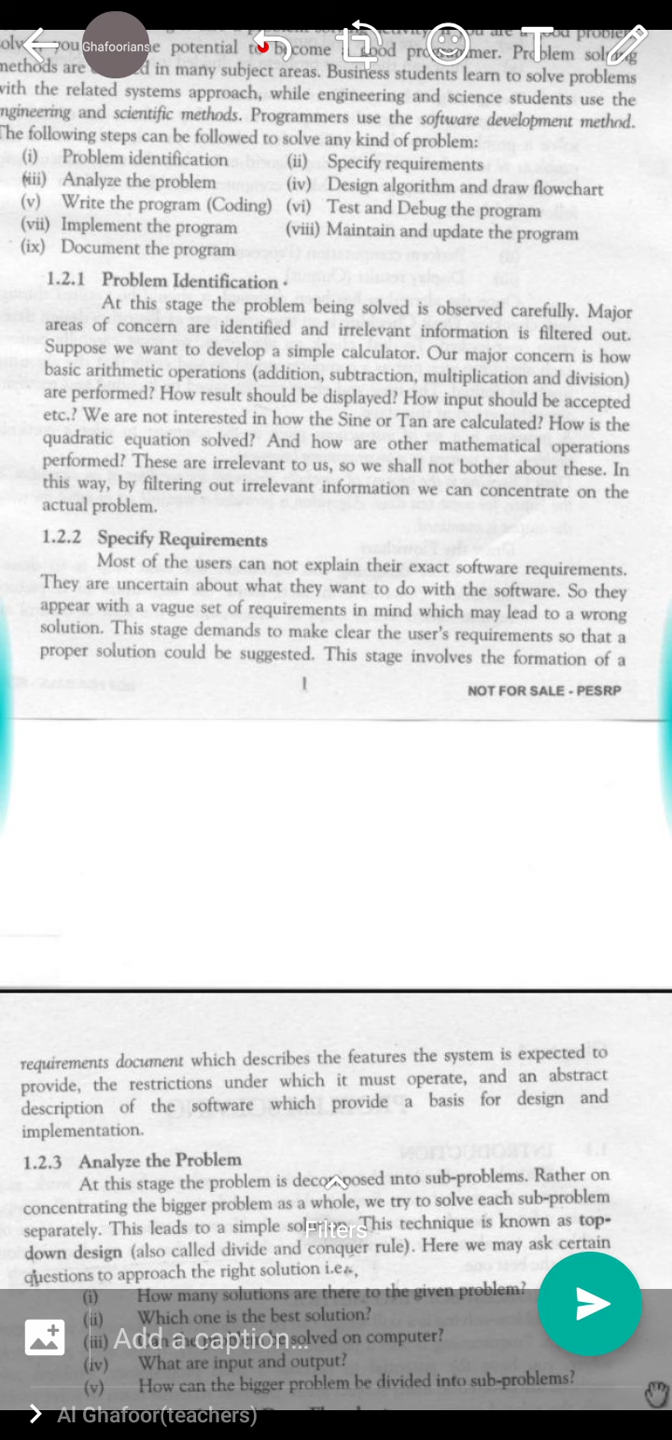 Ghafoorians
T
solv you e potential to become a good programmer. Problem solving
methods are d in many subject areas. Business students learn to solve problems
with the related systems approach, while engineering and science students use the
engineering and scientific methods. Programmers use the software development method.
The following steps can be followed to solve any kind of problem:
(i) Problem identification (ii) Specify requirements
(iii) Analyze the problem (iv) Design algorithm and draw flowchart
(v) Write the program (Coding) (vi) Test and Debug the program
(vii) Implement the program (viii) Maintain and update the program
(ix) Document the program
1.2.1 Problem Identification
At this stage the problem being solved is observed carefully. Major
areas of concern are identified and irrelevant information is filtered out.
Suppose we want to develop a simple calculator. Our major concern is how
basic arithmetic operations (addition, subtraction, multiplication and division)
are performed? How result should be displayed? How input should be accepted
etc.? We are not interested in how the Sine or Tan are calculated? How is the
quadratic equation solved? And how are other mathematical operations
performed? These are irrelevant to us, so we shall not bother about these. In
this way, by filtering out irrelevant information we can concentrate on the
actual problem.
1.2.2 Specify Requirements
Most of the users can not explain their exact software requirements.
They are uncertain about what they want to do with the software. So they
appear with a vague set of requirements in mind which may lead to a wrong
solution. This stage demands to make clear the user's requirements so that a
proper solution could be suggested. This stage involves the formation of a
1 NOT FOR SALE - PESRP
requirements document which describes the features the system is expected to
provide, the restrictions under which it must operate, and an abstract
description of the software which provide a basis for design and
implementation.
1.2.3 Analyze the Problem
At this stage the problem is decomposed into sub-problems. Rather on
concentrating the bigger problem as a whole, we try to solve each sub-problem
separately. This leads to a simple solution. This technique is known as top-
Filters
down design (also called divide and conquer rule). Here we may ask certain
questions to approach the right solution i.e.,
(i) How many solutions are there to the given problem?
(ii) Which one is the best solution?
(iii) solved on computer?
Add a caption...
(iv) What are input and output?
(v) How can the bigger problem be divided into sub-problems?
Al Ghafoor(teachers)